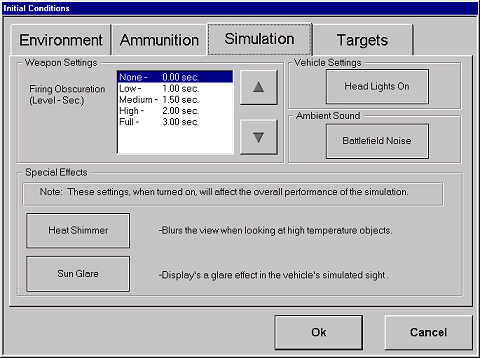 Initial Conditions
Environment
Ammunition
Simulation
Targets
Weapon Settings
Firing Obscuration
(Level - Sec.)
None - 0.00 sec.
Low - 1.00 sec.
Medium - 1.50 sec.
High - 2.00 sec.
Full - 3.00 sec.
Vehicle Settings
Head Lights On
Ambient Sound
Battlefield Noise
Special Effects
Note: These settings, when turned on, will affect the overall performance of the simulation.
Heat Shimmer
-Blurs the view when looking at high temperature objects.
Sun Glare
-Display's a glare effect in the vehicle's simulated sight .
Ok
Cancel